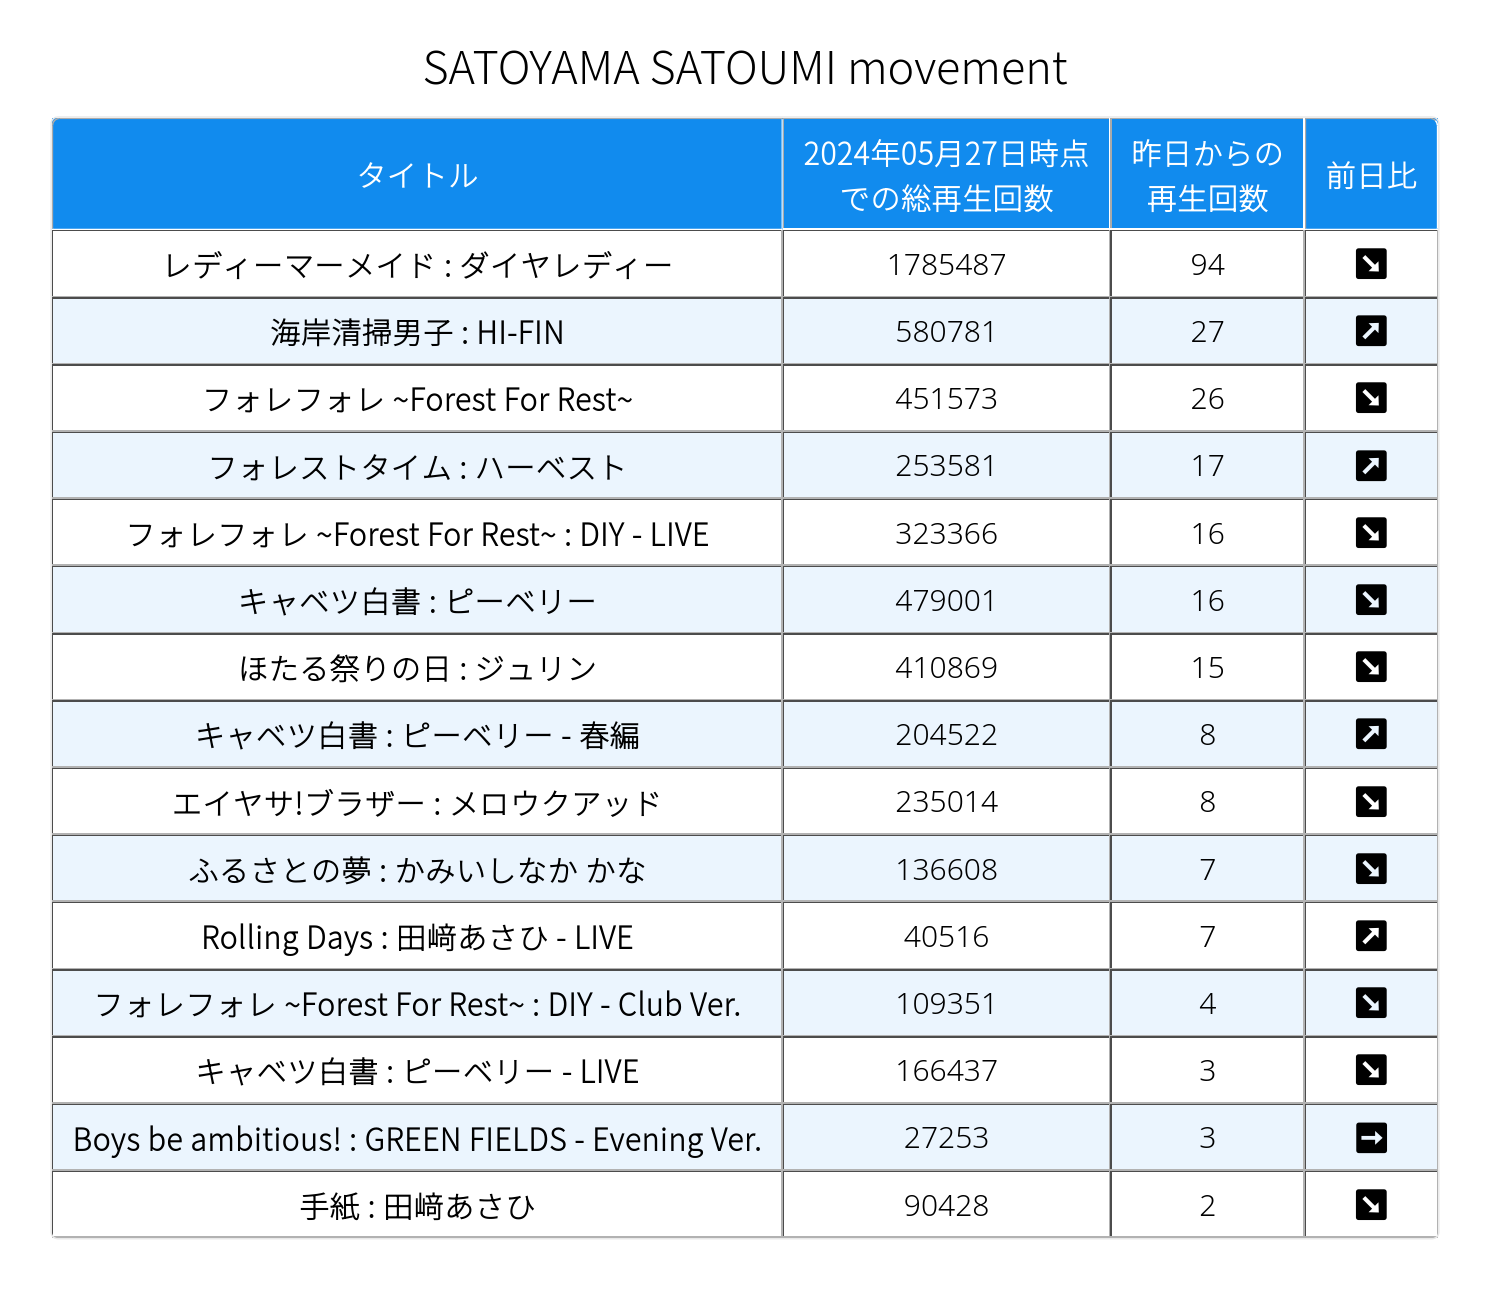 SATOYAMA SATOUMI movement
タイトル 2024年05月27日時点での総再生回数 昨日からの再生回数 前日比
レディーマーメイド : ダイヤレディー 1785487 94 ↘
海岸清掃男子 : HI-FIN 580781 27 ↗
フォレフォレ ~Forest For Rest~ 451573 26 ↘
フォレストタイム : ハーベスト 253581 17 ↗
フォレフォレ ~Forest For Rest~ : DIY - LIVE 323366 16 ↘
キャベツ白書 : ピーベリー 479001 16 ↘
ほたる祭りの日 : ジュリン 410869 15 ↘
キャベツ白書 : ピーベリー - 春編 204522 8 ↗
エイヤサ!ブラザー : メロウクアッド 235014 8 ↘
ふるさとの夢 : かみいしなか かな 136608 7 ↘
Rolling Days : 田﨑あさひ - LIVE 40516 7 ↗
フォレフォレ ~Forest For Rest~ : DIY - Club Ver. 109351 4 ↘
キャベツ白書 : ピーベリー - LIVE 166437 3 ↘
Boys be ambitious! : GREEN FIELDS - Evening Ver. 27253 3 →
手紙 : 田﨑あさひ 90428 2 ↘